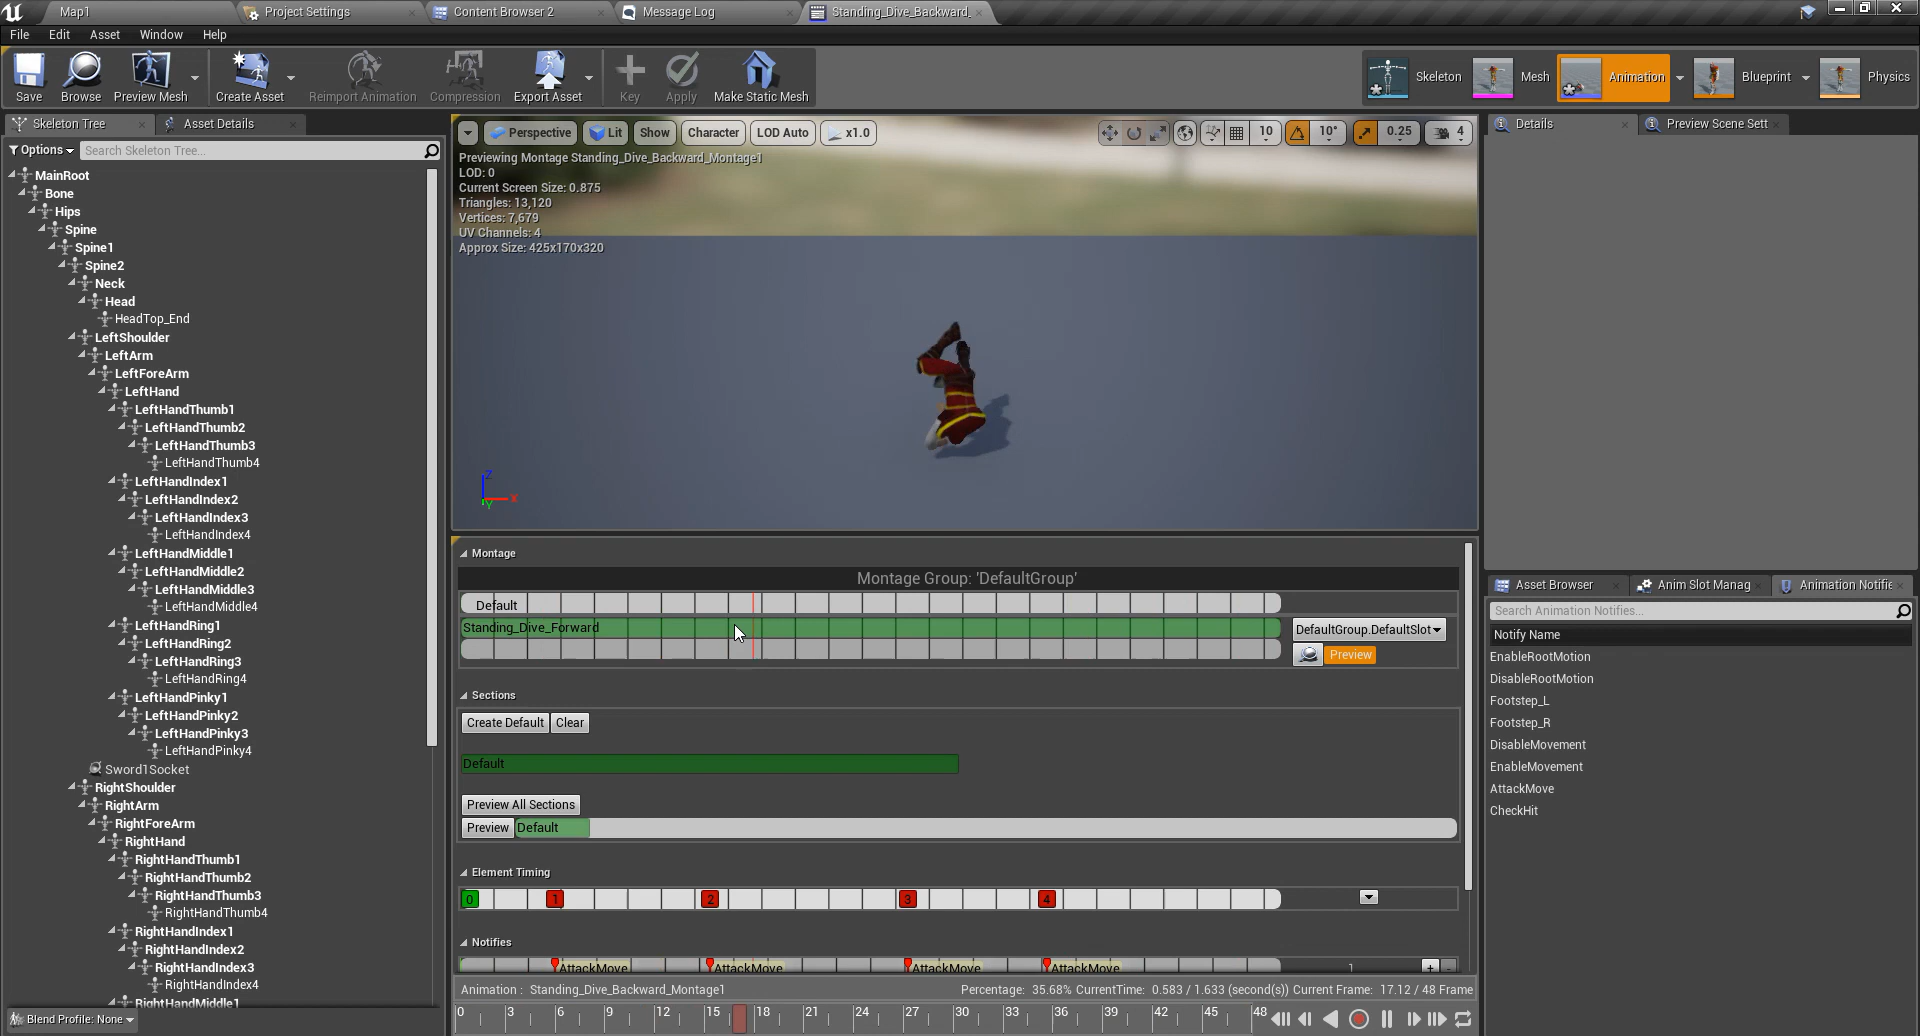 Map1
Project Settings
Content Browser 2
Message Log
Standing_Dive_Backward_
File Edit Asset Window Help
Save
Browse
Preview Mesh
Create Asset
Reimport Animation
Compression
Export Asset
Key
Apply
Make Static Mesh
Skeleton
Mesh
Animation
Blueprint
Physics
Skeleton Tree
Asset Details
Options
Search Skeleton Tree...
MainRoot
Bone
Hips
Spine
Spine1
Spine2
Neck
Head
HeadTop_End
LeftShoulder
LeftArm
LeftForeArm
LeftHand
LeftHandThumb1
LeftHandThumb2
LeftHandThumb3
LeftHandThumb4
LeftHandIndex1
LeftHandIndex2
LeftHandIndex3
LeftHandIndex4
LeftHandMiddle1
LeftHandMiddle2
LeftHandMiddle3
LeftHandMiddle4
LeftHandRing1
LeftHandRing2
LeftHandRing3
LeftHandRing4
LeftHandPinky1
LeftHandPinky2
LeftHandPinky3
LeftHandPinky4
Sword1Socket
RightShoulder
RightArm
RightForeArm
RightHand
RightHandThumb1
RightHandThumb2
RightHandThumb3
RightHandThumb4
RightHandIndex1
RightHandIndex2
RightHandIndex3
RightHandIndex4
RightHandMiddle1
Blend Profile: None
Perspective Lit Show Character LOD Auto x1.0
10 10° 0.25 4
Previewing Montage Standing_Dive_Backward_Montage1
LOD: 0
Current Screen Size: 0.875
Triangles: 13,120
Vertices: 7,679
UV Channels: 4
Approx Size: 425x170x320
Z
X
Y
Montage
Montage Group: 'DefaultGroup'
Default
Standing_Dive_Forward
DefaultGroup.DefaultSlot
Preview
Sections
Create Default Clear
Default
Preview All Sections
Preview Default
Element Timing
0 1 2 3 4
Notifies
AttackMove AttackMove AttackMove AttackMove 1 + -
Animation : Standing_Dive_Backward_Montage1
Percentage: 35.68% CurrentTime: 0.583 / 1.633 (second(s)) Current Frame: 17.12 / 48 Frame
0 3 6 9 12 15 18 21 24 27 30 33 36 39 42 45 48
Details
Preview Scene Sett
Asset Browser
Anim Slot Manag
Animation Notifie
Search Animation Notifies...
Notify Name
EnableRootMotion
DisableRootMotion
Footstep_L
Footstep_R
DisableMovement
EnableMovement
AttackMove
CheckHit